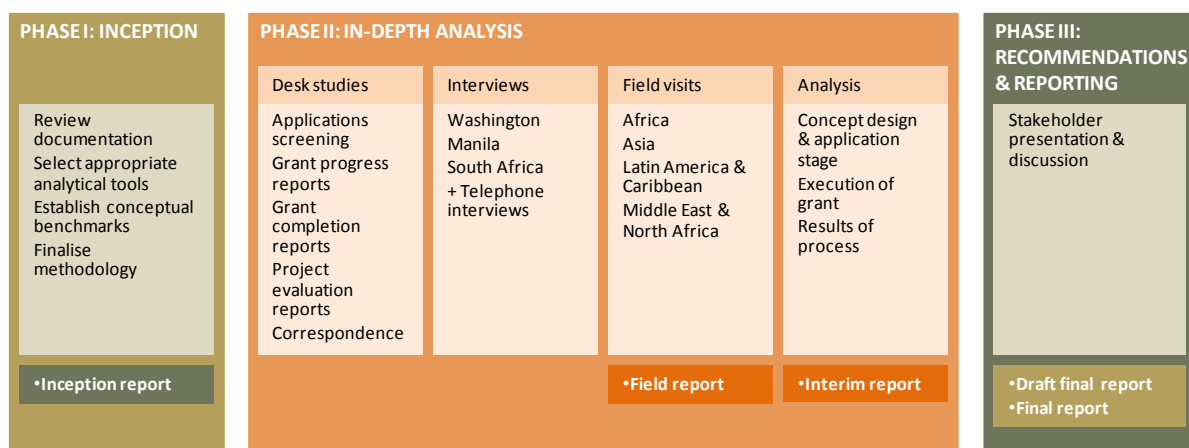 PHASE I: INCEPTION
Review
documentation
Select appropriate
analytical tools
Establish conceptual
benchmarks
Finalise
methodology
•Inception report
PHASE II: IN-DEPTH ANALYSIS
Desk studies
Applications
screening
Grant progress
reports
Grant
completion
reports
Project
evaluation
reports
Correspondence
Interviews
Washington
Manila
South Africa
+ Telephone
interviews
Field visits
Africa
Asia
Latin America &
Caribbean
Middle East &
North Africa
•Field report
Analysis
Concept design
& application
stage
Execution of
grant
Results of
process
•Interim report
PHASE III:
RECOMMENDATIONS
& REPORTING
Stakeholder
presentation &
discussion
•Draft final report
•Final report